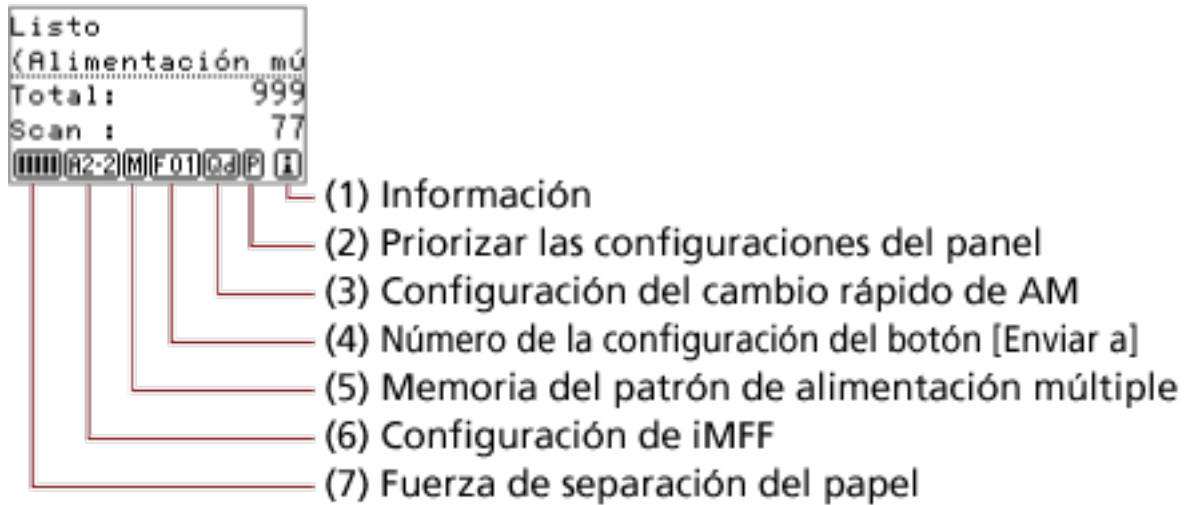 Listo
(Alimentación mú
Total: 999
Scan : 77
A2-2 M F 01 Qd P i
(1) Información
(2) Priorizar las configuraciones del panel
(3) Configuración del cambio rápido de AM
(4) Número de la configuración del botón [Enviar a]
(5) Memoria del patrón de alimentación múltiple
(6) Configuración de iMFF
(7) Fuerza de separación del papel